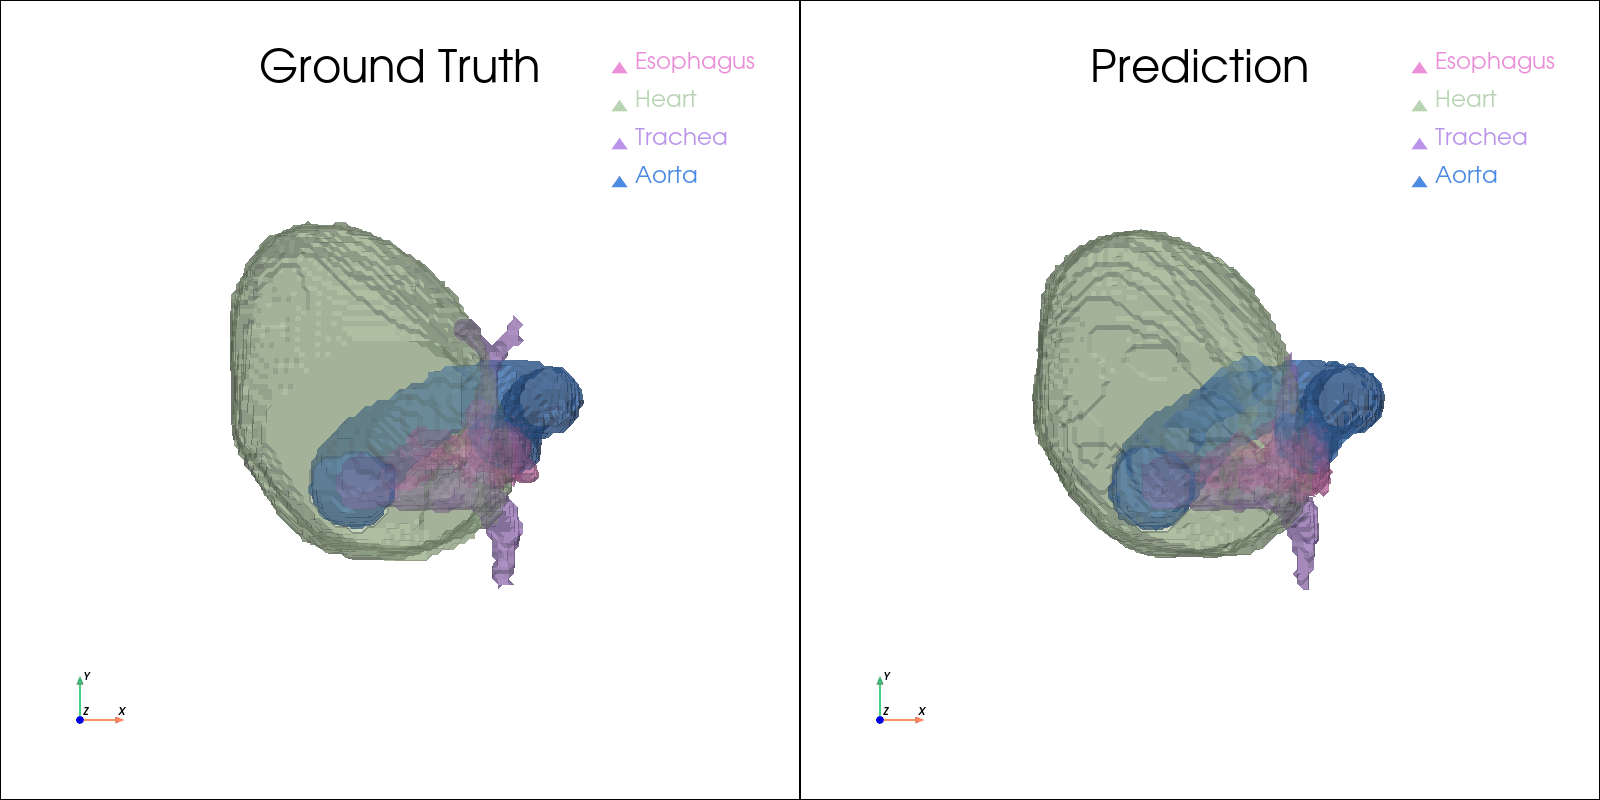 Ground Truth
Esophagus
Heart
Trachea
Aorta
Y
Z
X
Prediction
Esophagus
Heart
Trachea
Aorta
Y
Z
X